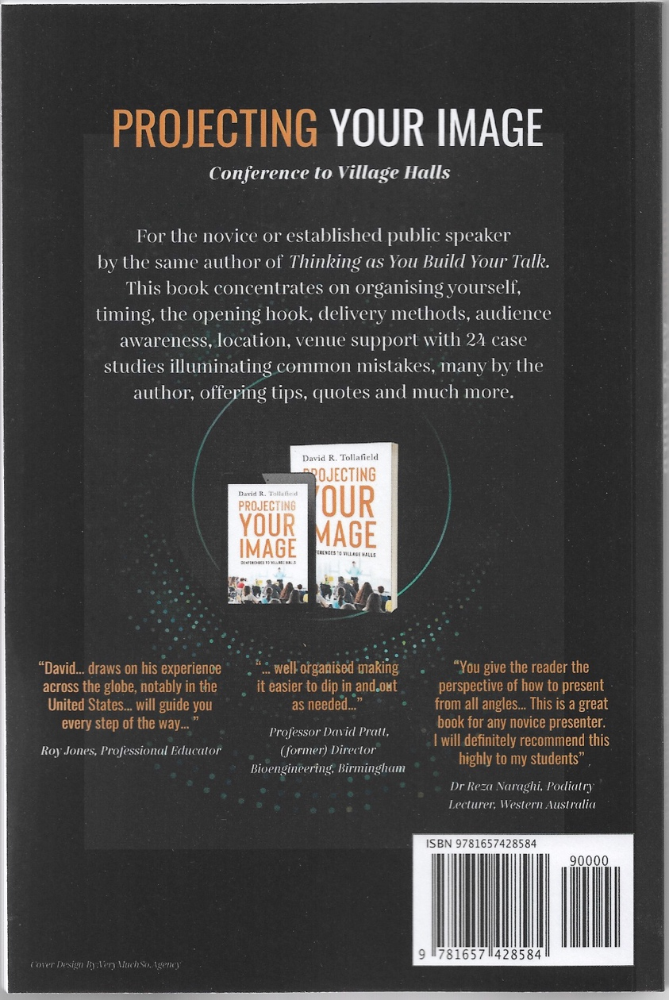 PROJECTING YOUR IMAGE
Conference to Village Halls
For the novice or established public speaker
by the same author of Thinking as You Build Your Talk.
This book concentrates on organising yourself,
timing, the opening hook, delivery methods, audience
awareness, location, venue support with 24 case
studies illuminating common mistakes, many by the
author, offering tips, quotes and much more.
David R. Tollafield
PROJECTING
YOUR
IMAGE
CONFERENCES TO VILLAGE HALLS
David R. Tollafield
PROJECTING
YOUR
MAGE
FERENCES TO VILLAGE HALLS
“David... draws on his experience
across the globe, notably in the
United States... will guide you
every step of the way... ”
Roy Jones, Professional Educator
“... well organised making
it easier to dip in and out
as needed...”
Professor David Pratt,
(former) Director
Bioengineering, Birmingham
“You give the reader the
perspective of how to present
from all angles... This is a great
book for any novice presenter.
I will definitely recommend this
highly to my students”
Dr Reza Naraghi, Podiatry
Lecturer, Western Australia
ISBN 9781657428584
90000
9 781657 428584
Cover Design By:VeryMuchSo.Agency